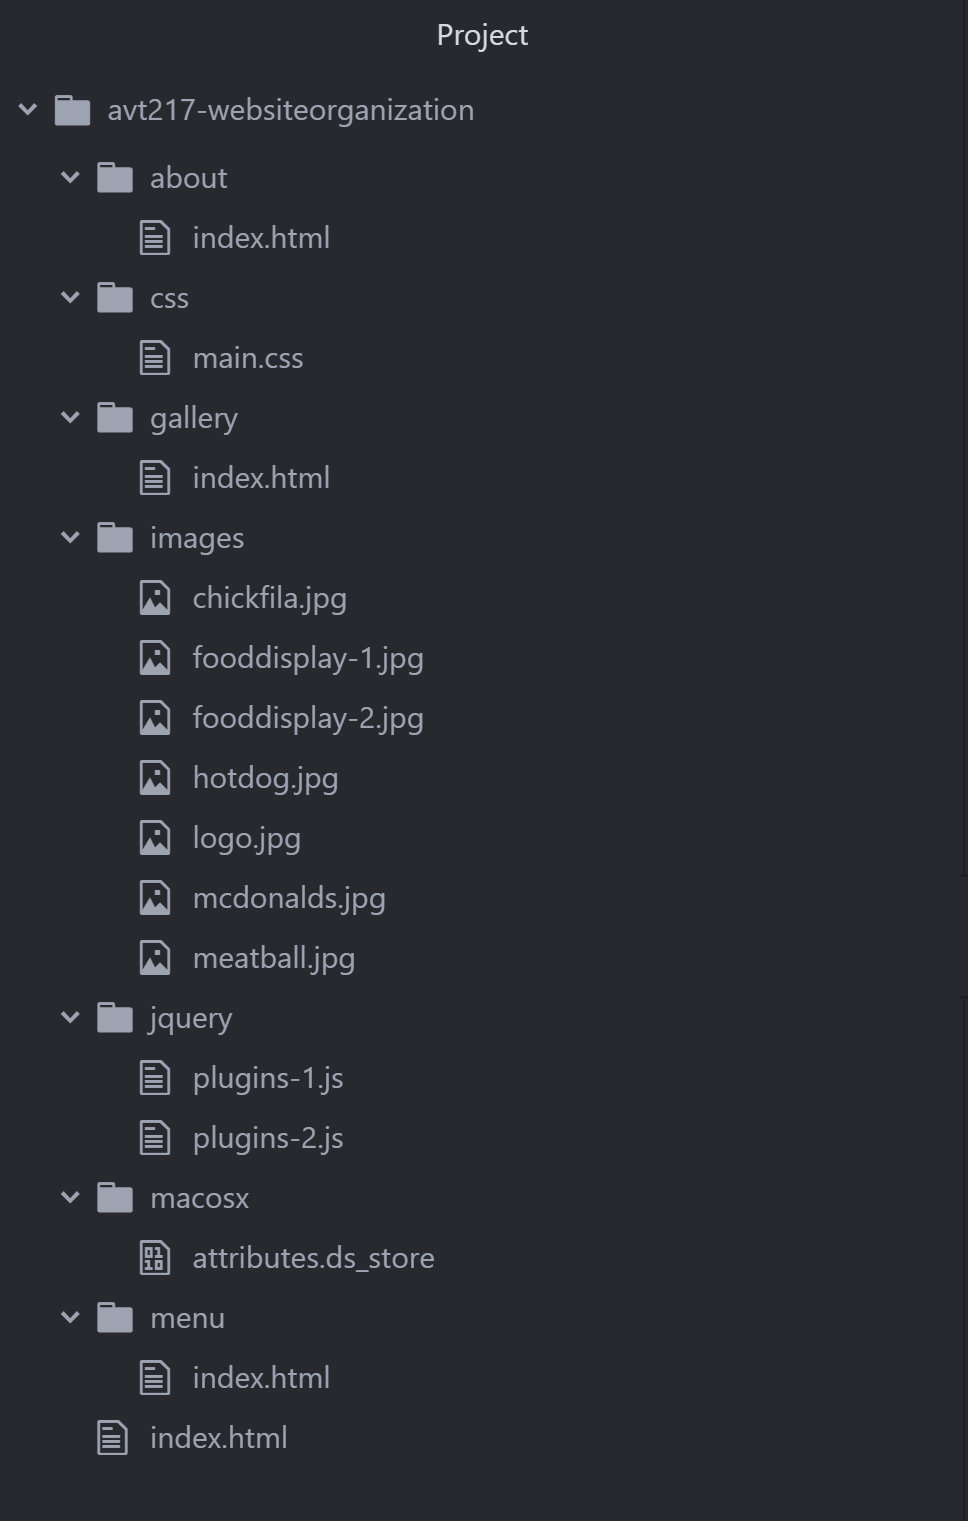 Project
avt217-websiteorganization
about
index.html
css
main.css
gallery
index.html
images
chickfila.jpg
fooddisplay-1.jpg
fooddisplay-2.jpg
hotdog.jpg
logo.jpg
mcdonalds.jpg
meatball.jpg
jquery
plugins-1.js
plugins-2.js
macosx
attributes.ds_store
menu
index.html
index.html